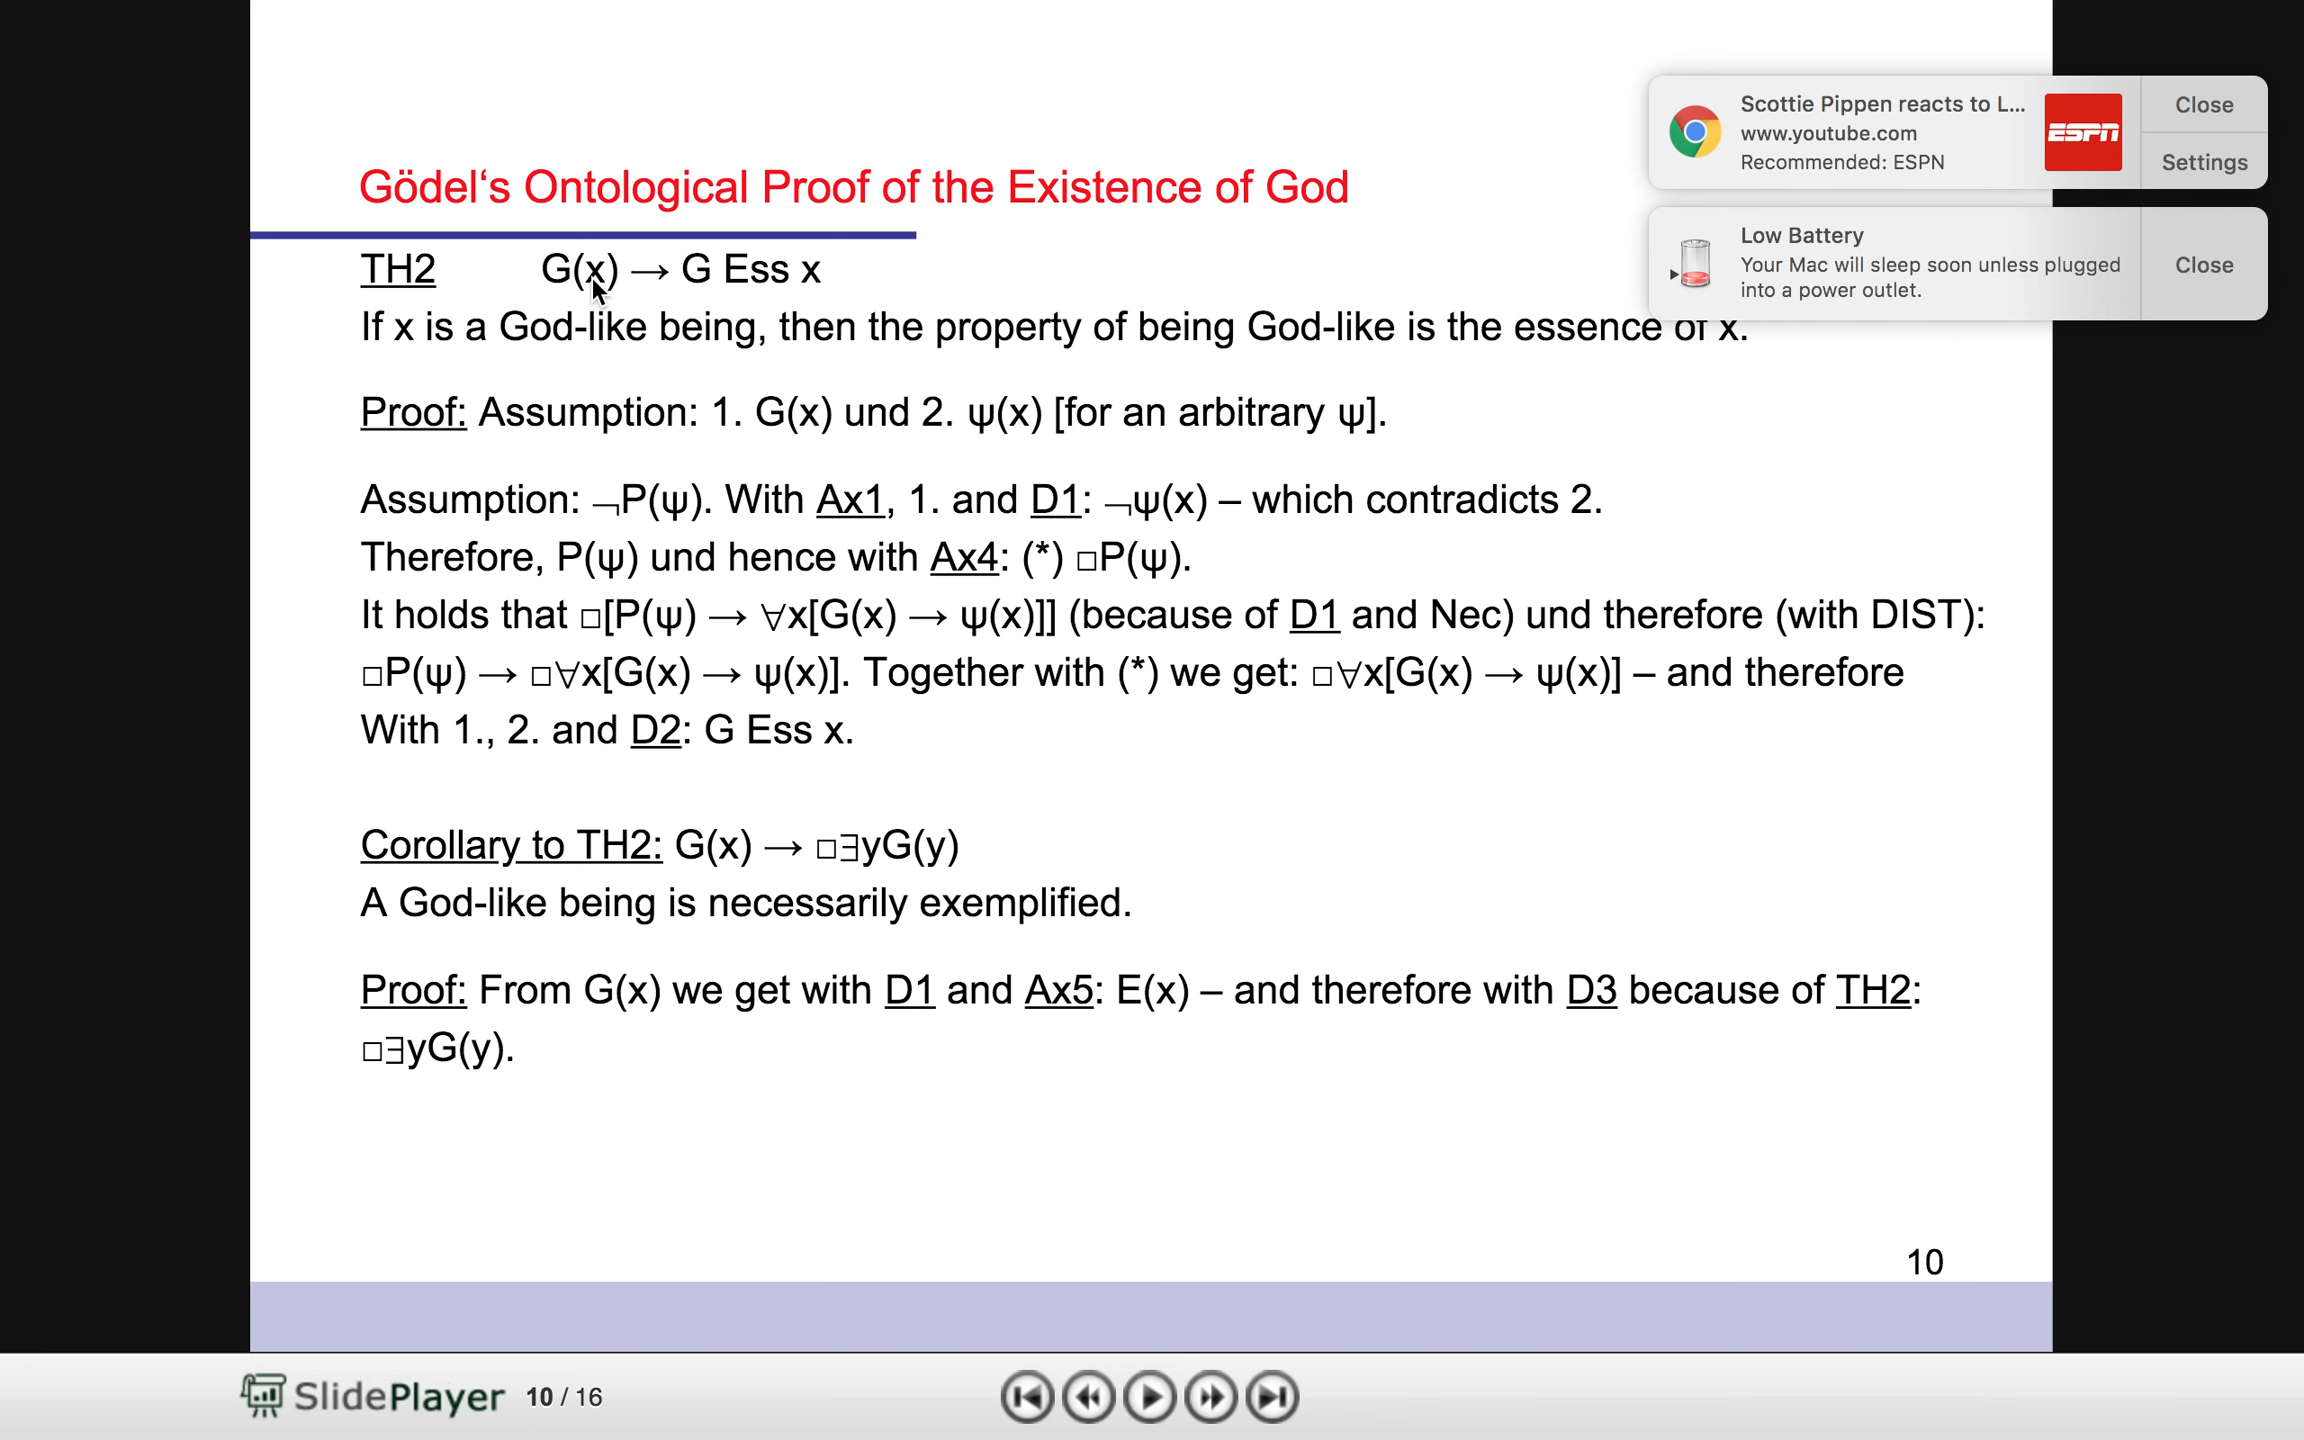 Gödel‘s Ontological Proof of the Existence of God
TH2 G(x) → G Ess x
If x is a God-like being, then the property of being God-like is the essence of x.
Proof: Assumption: 1. G(x) und 2. ψ(x) [for an arbitrary ψ].
Assumption: ¬P(ψ). With Ax1, 1. and D1: ¬ψ(x) – which contradicts 2.
Therefore, P(ψ) und hence with Ax4: (*) □P(ψ).
It holds that □[P(ψ) → ∀x[G(x) → ψ(x)]] (because of D1 and Nec) und therefore (with DIST):
□P(ψ) → □∀x[G(x) → ψ(x)]. Together with (*) we get: □∀x[G(x) → ψ(x)] – and therefore
With 1., 2. and D2: G Ess x.
Corollary to TH2: G(x) → □∃yG(y)
A God-like being is necessarily exemplified.
Proof: From G(x) we get with D1 and Ax5: E(x) – and therefore with D3 because of TH2:
□∃yG(y).
10
Scottie Pippen reacts to L...
www.youtube.com
Recommended: ESPN
ESPN
Close
Settings
Low Battery
Your Mac will sleep soon unless plugged
into a power outlet.
Close
SlidePlayer 10 / 16